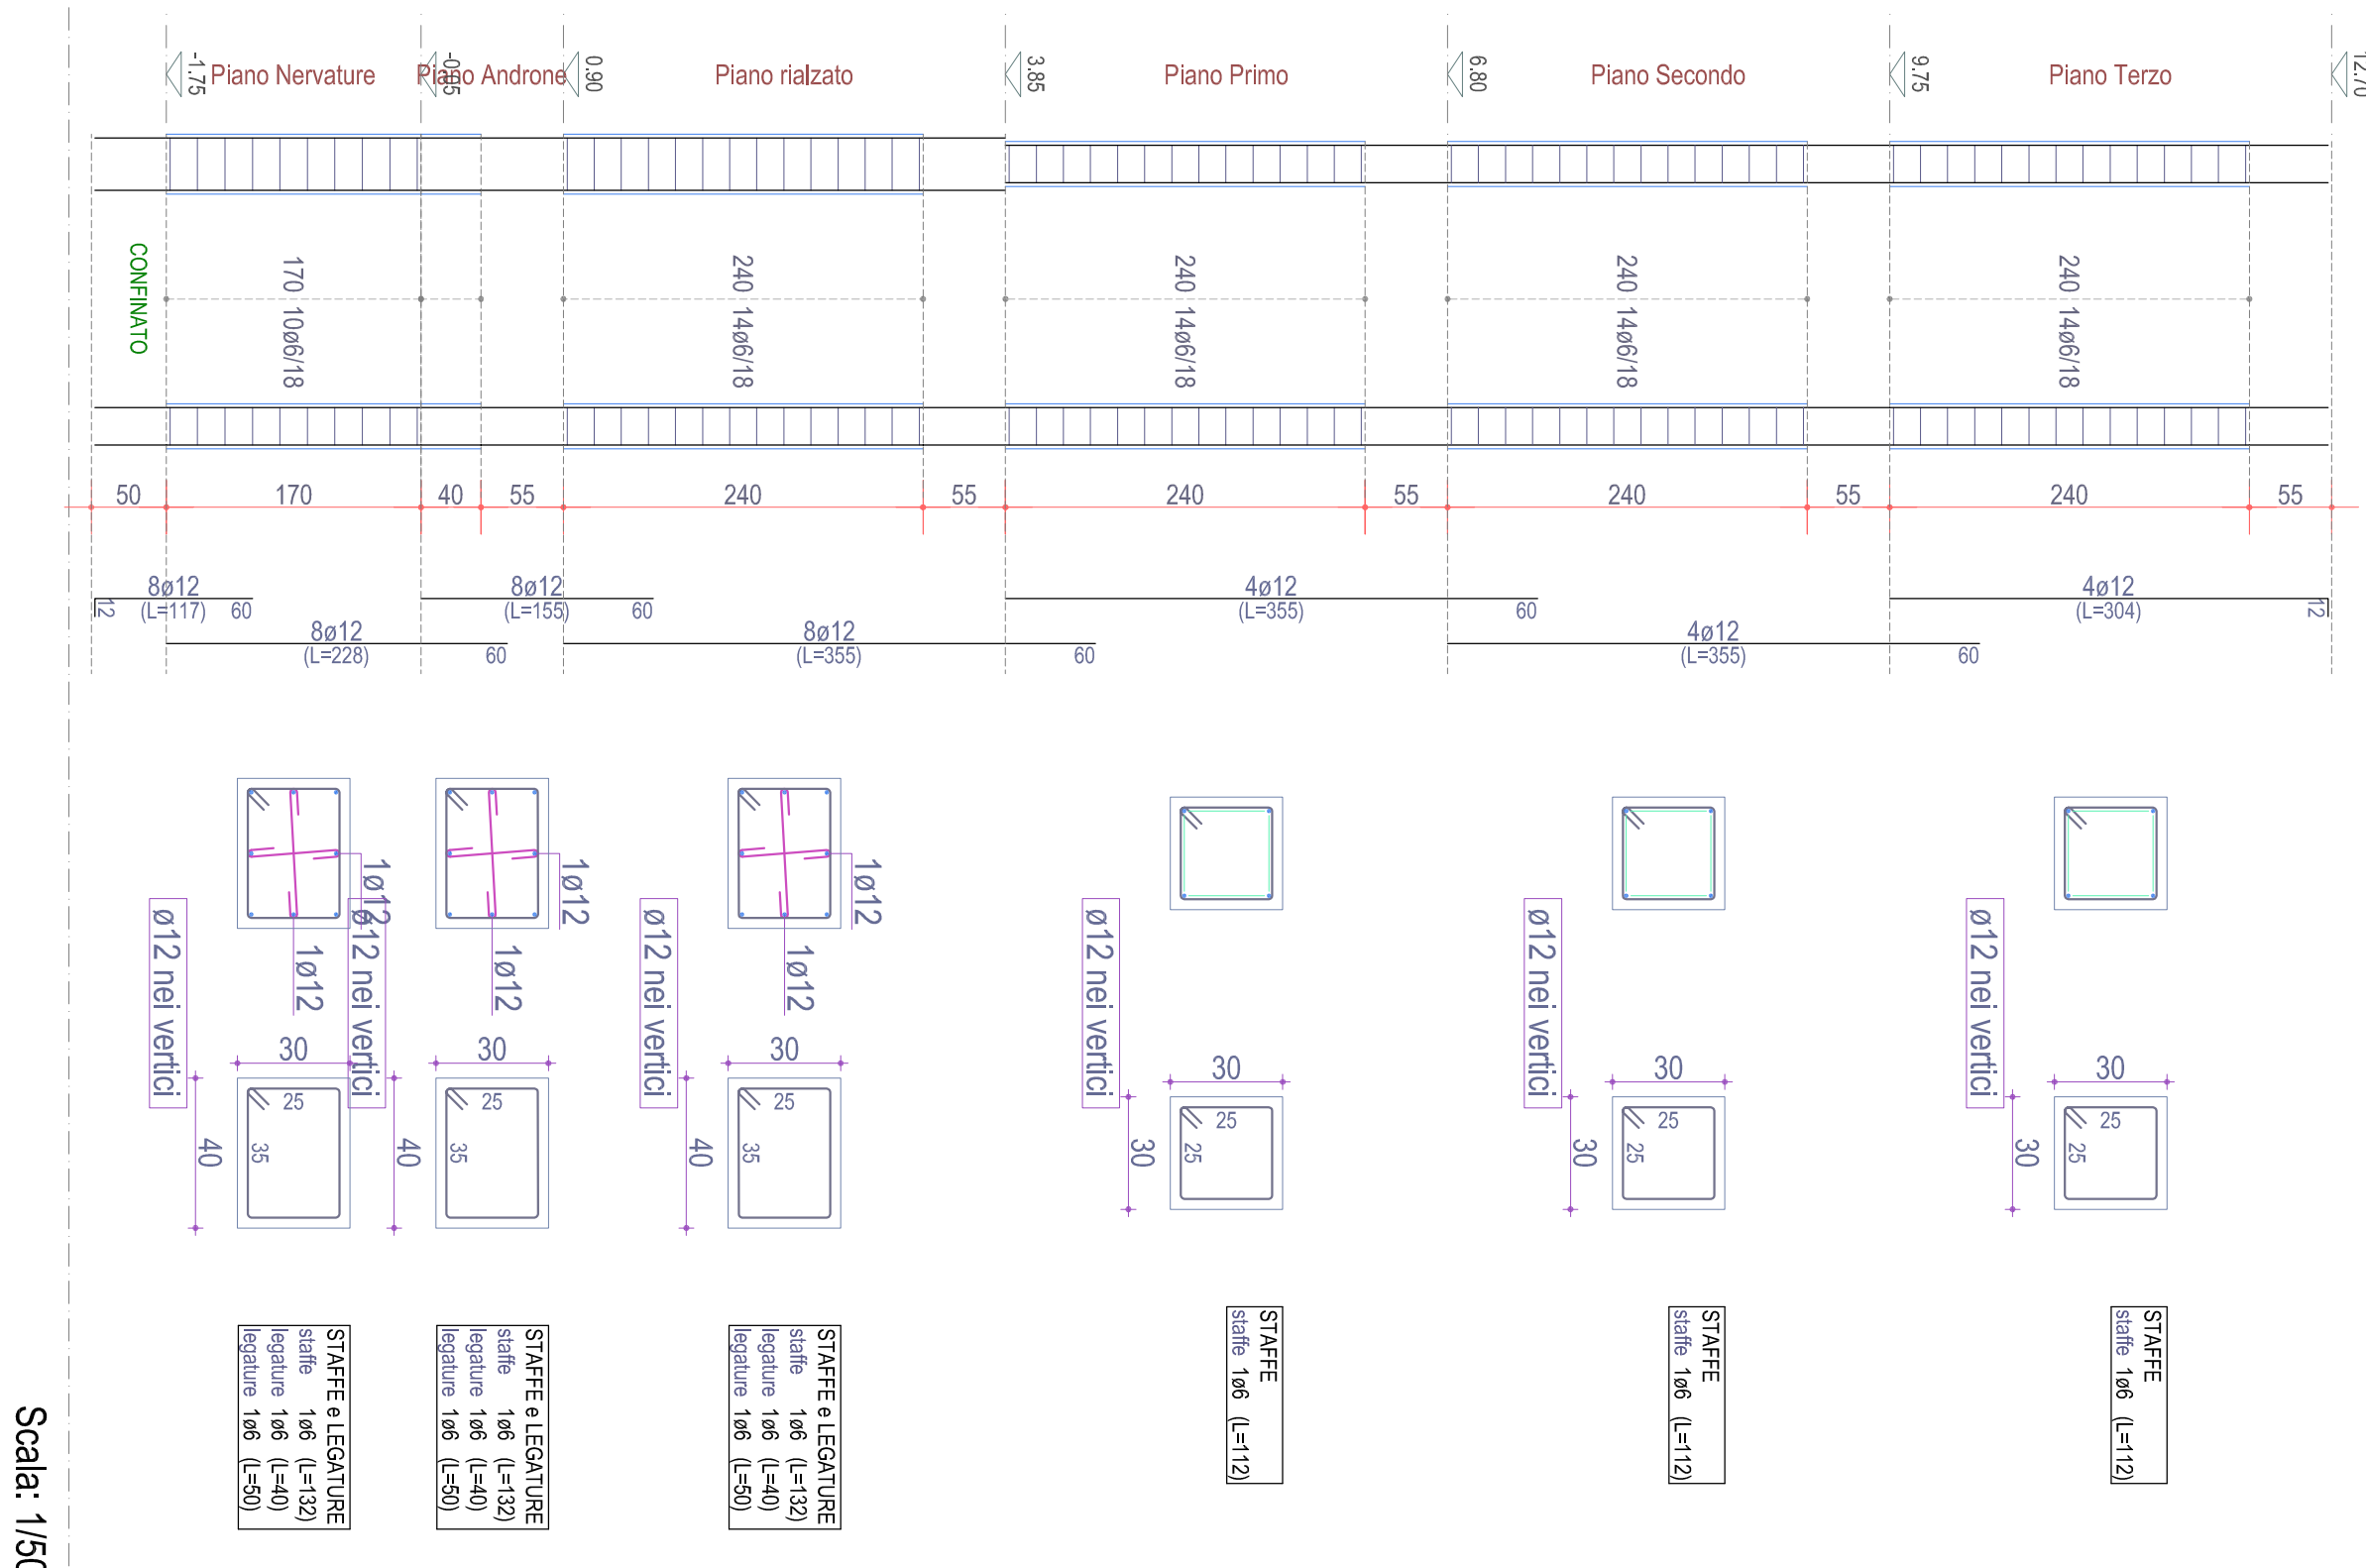 -1.75
Piano Nervature
Piano Androne
0.90
Piano rialzato
3.85
Piano Primo
6.80
Piano Secondo
9.75
Piano Terzo
12.70
CONFINATO
170 10ø6/18
240 14ø6/18
240 14ø6/18
240 14ø6/18
240 14ø6/18
50 170 40 55 240 55 240 55 240 55 240 55
8ø12 8ø12 4ø12 4ø12
12 (L=117) 60 (L=155) 60 (L=355) 60 (L=304) 12
8ø12 8ø12 4ø12
(L=228) 60 (L=355) 60 (L=355) 60
1ø12
1ø12
ø12 nei vertici
1ø12
1ø12
ø12 nei vertici
1ø12
1ø12
ø12 nei vertici
ø12 nei vertici
ø12 nei vertici
ø12 nei vertici
30
25
35
40
30
25
35
40
30
25
35
40
30
25
25
30
30
25
25
30
30
25
25
30
STAFFE e LEGATURE
staffe 1ø6 (L=132)
legature 1ø6 (L=40)
legature 1ø6 (L=50)
STAFFE e LEGATURE
staffe 1ø6 (L=132)
legature 1ø6 (L=40)
legature 1ø6 (L=50)
STAFFE e LEGATURE
staffe 1ø6 (L=132)
legature 1ø6 (L=40)
legature 1ø6 (L=50)
STAFFE
staffe 1ø6 (L=112)
STAFFE
staffe 1ø6 (L=112)
STAFFE
staffe 1ø6 (L=112)
Scala: 1/50